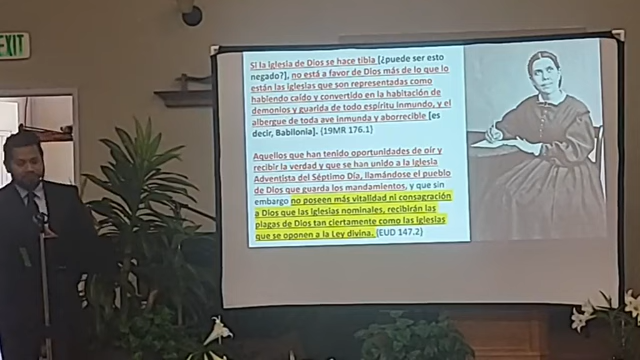 EXIT
Si la Iglesia de Dios se hace tibia [¿puede ser esto
negado?], no está a favor de Dios más de lo que lo
están las iglesias que son representadas como
habiendo caído y convertido en la habitación de
demonios y guarida de todo espíritu inmundo, y el
albergue de toda ave inmunda y aborrecible [es
decir, Babilonia]. {19MR 176.1}
Aquellos que han tenido oportunidades de oír y
recibir la verdad y que se han unido a la Iglesia
Adventista del Séptimo Día, llamándose el pueblo
de Dios que guarda los mandamientos, y que sin
embargo no poseen más vitalidad ni consagración
a Dios que las iglesias nominales, recibirán las
plagas de Dios tan ciertamente como las iglesias
que se oponen a la Ley divina. {EUD 147.2}